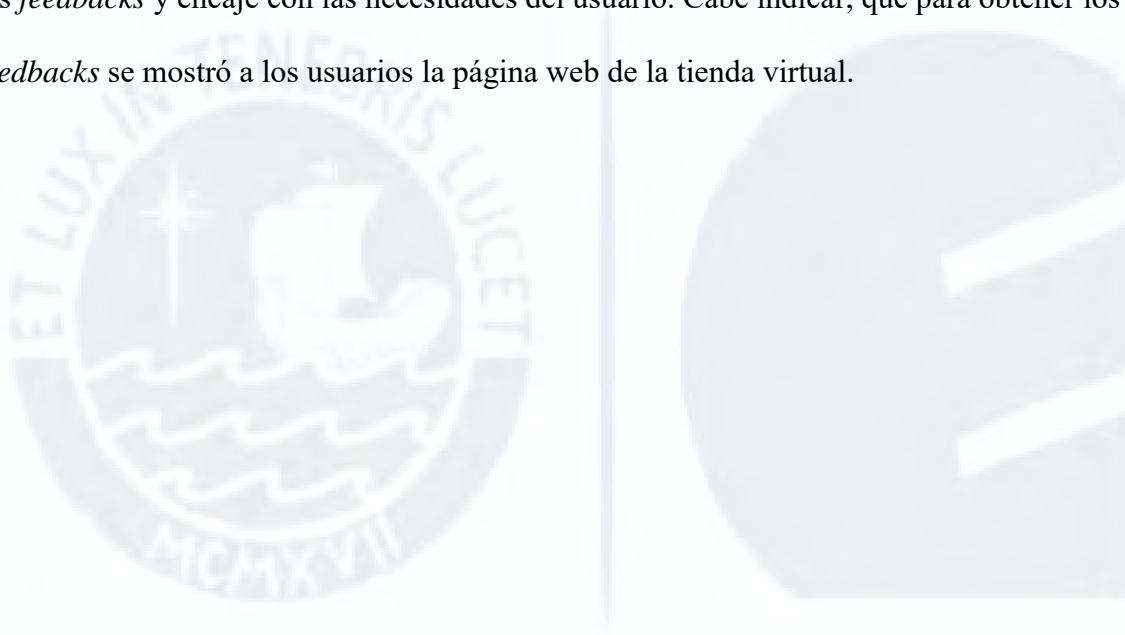 s feedbacks y encaje con las necesidades del usuario. Cabe indicar, que para obtener los
edbacks se mostró a los usuarios la página web de la tienda virtual.
ET LUX IN TENEBRIS LUCET
MCMXVII